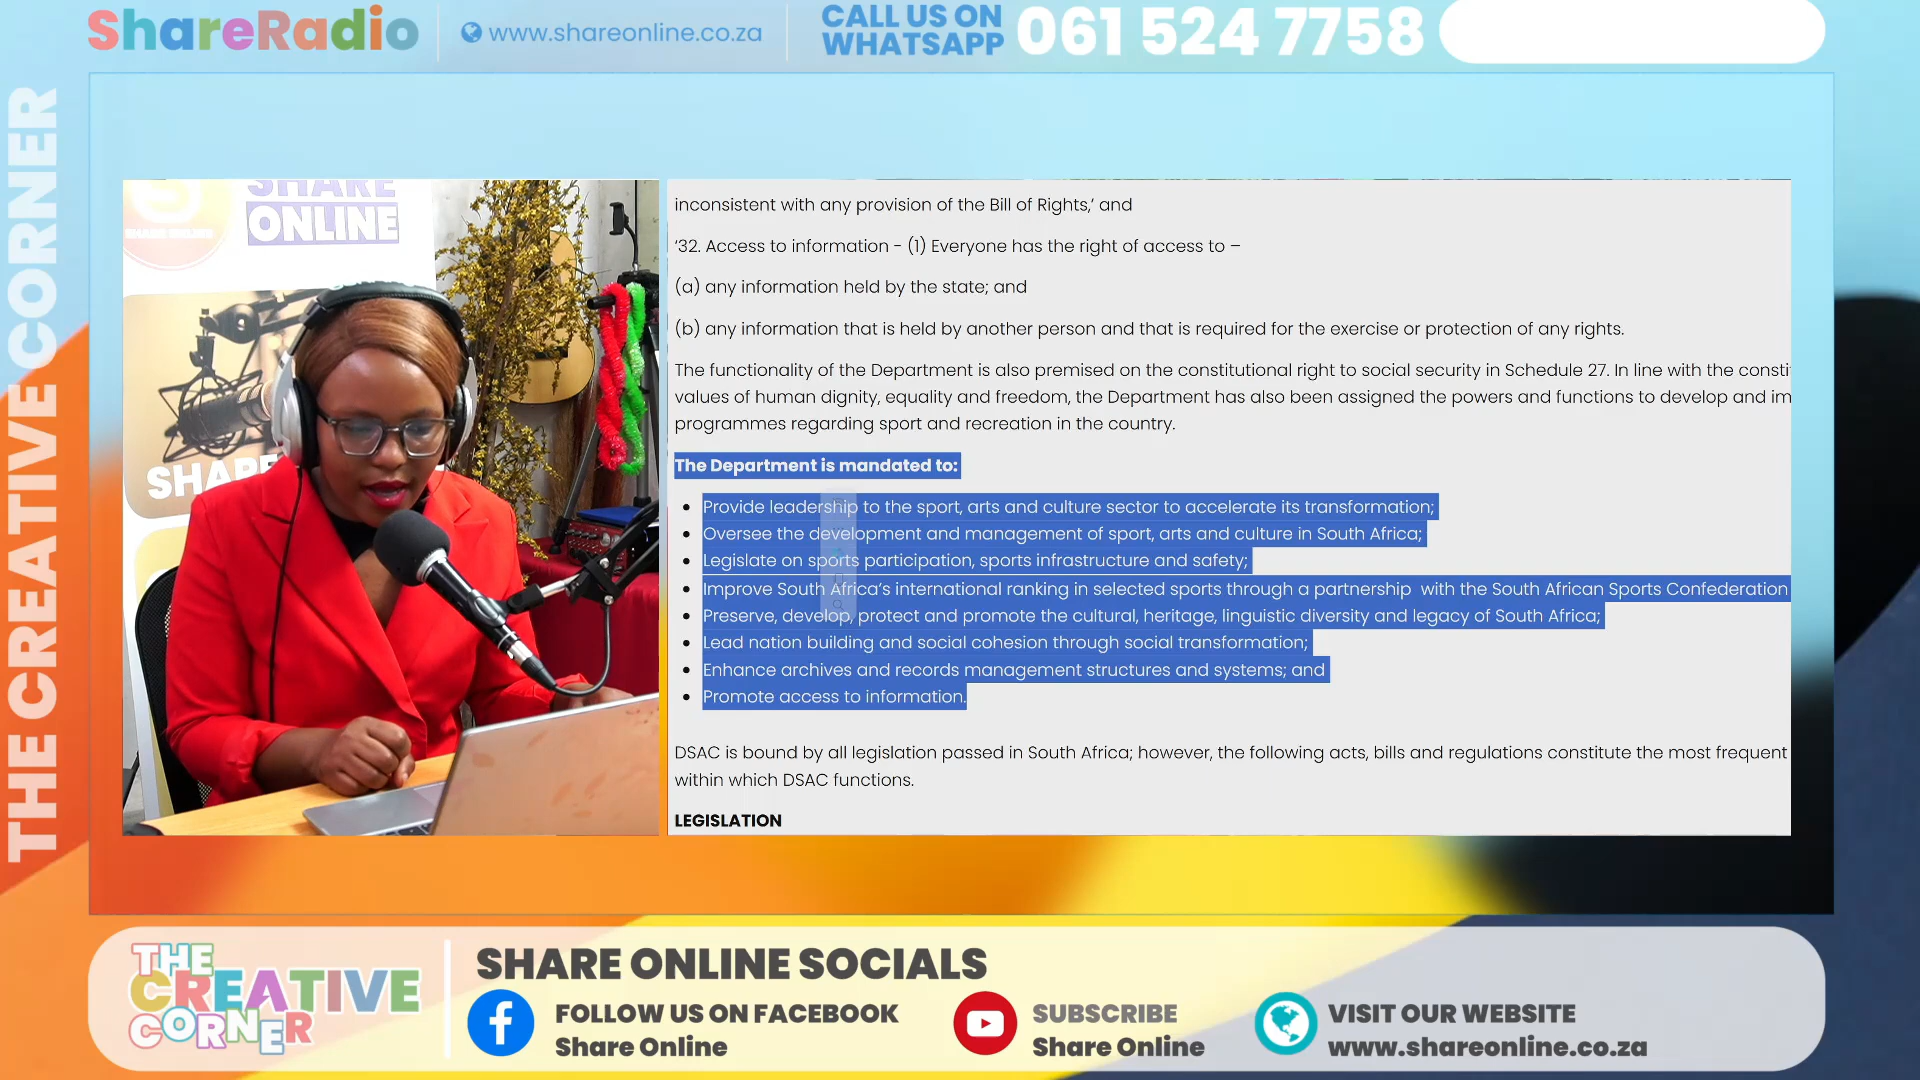 ShareRadio
www.shareonline.co.za
CALL US ON
WHATSAPP
061 524 7758
THE CREATIVE CORNER
SHARE
ONLINE
SHARE ONLINE
SHARE
inconsistent with any provision of the Bill of Rights,’ and
‘32. Access to information - (1) Everyone has the right of access to –
(a) any information held by the state; and
(b) any information that is held by another person and that is required for the exercise or protection of any rights.
The functionality of the Department is also premised on the constitutional right to social security in Schedule 27. In line with the consti
values of human dignity, equality and freedom, the Department has also been assigned the powers and functions to develop and im
programmes regarding sport and recreation in the country.
The Department is mandated to:
Provide leadership to the sport, arts and culture sector to accelerate its transformation;
Oversee the development and management of sport, arts and culture in South Africa;
Legislate on sports participation, sports infrastructure and safety;
Improve South Africa’s international ranking in selected sports through a partnership with the South African Sports Confederation
Preserve, develop, protect and promote the cultural, heritage, linguistic diversity and legacy of South Africa;
Lead nation building and social cohesion through social transformation;
Enhance archives and records management structures and systems; and
Promote access to information.
DSAC is bound by all legislation passed in South Africa; however, the following acts, bills and regulations constitute the most frequent
within which DSAC functions.
LEGISLATION
THE
CREATIVE
CORNER
SHARE ONLINE SOCIALS
FOLLOW US ON FACEBOOK
Share Online
SUBSCRIBE
Share Online
VISIT OUR WEBSITE
www.shareonline.co.za